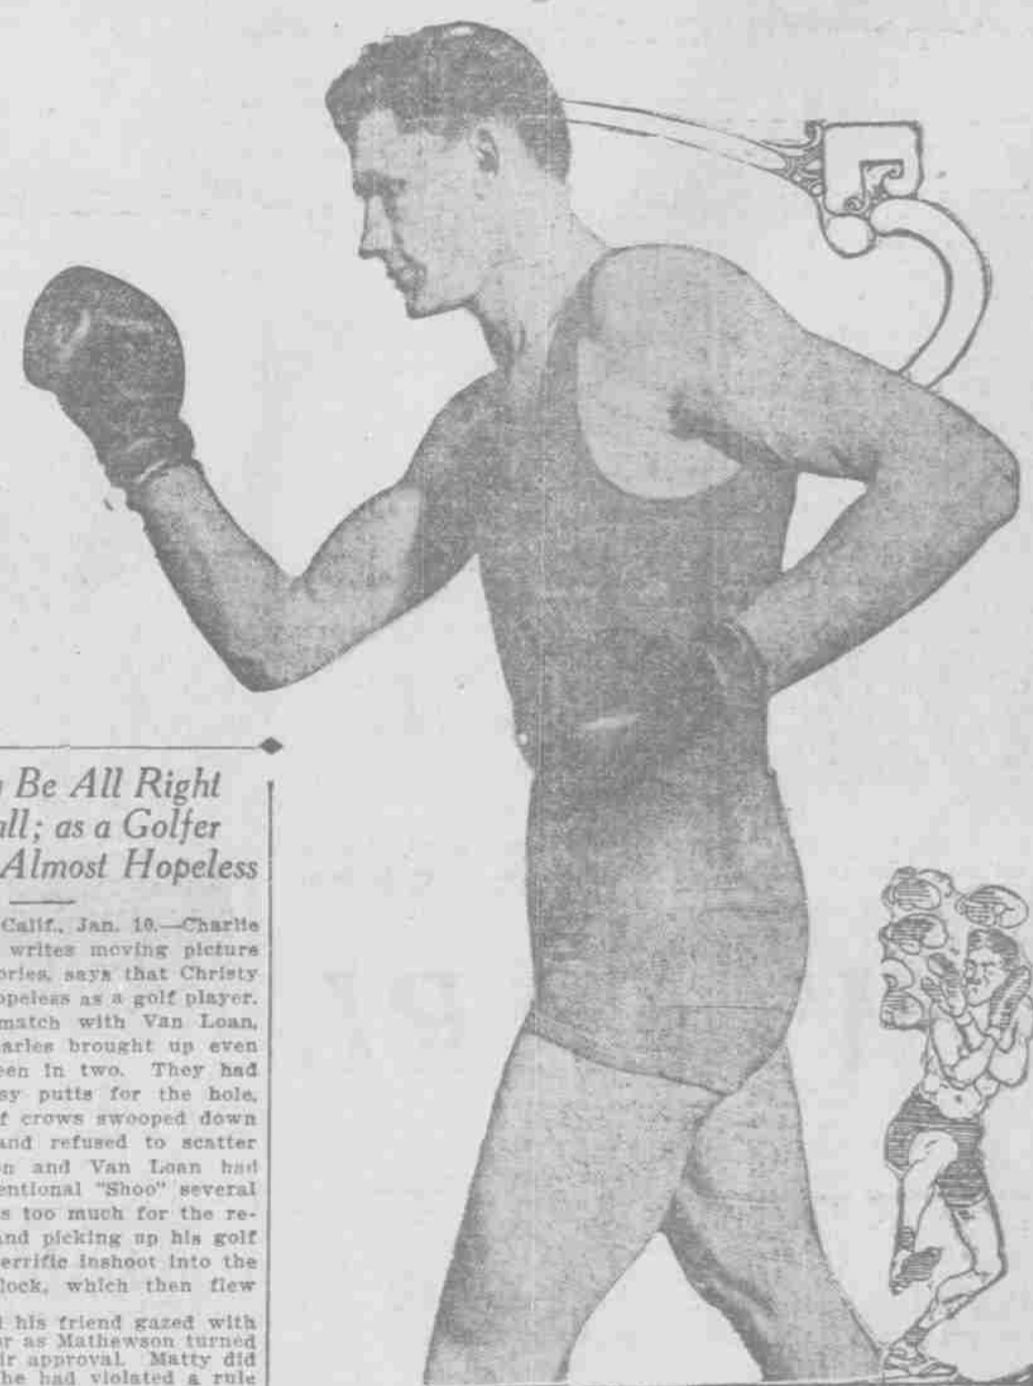 Be All Right
all; as a Golfer
Almost Hopeless
Calif., Jan. 10.—Charlie
writes moving picture
ories, says that Christy
opeless as a golf player.
match with Van Loan,
arles brought up even
een in two. They had
sy putts for the hole,
f crows swooped down
and refused to scatter
on and Van Loan had
entional "Shoo" several
s too much for the re-
and picking up his golf
errific inshoot into the
lock, which then flew
d his friend gazed with
or as Mathewson turned
ir approval. Matty did
he had violated a rule